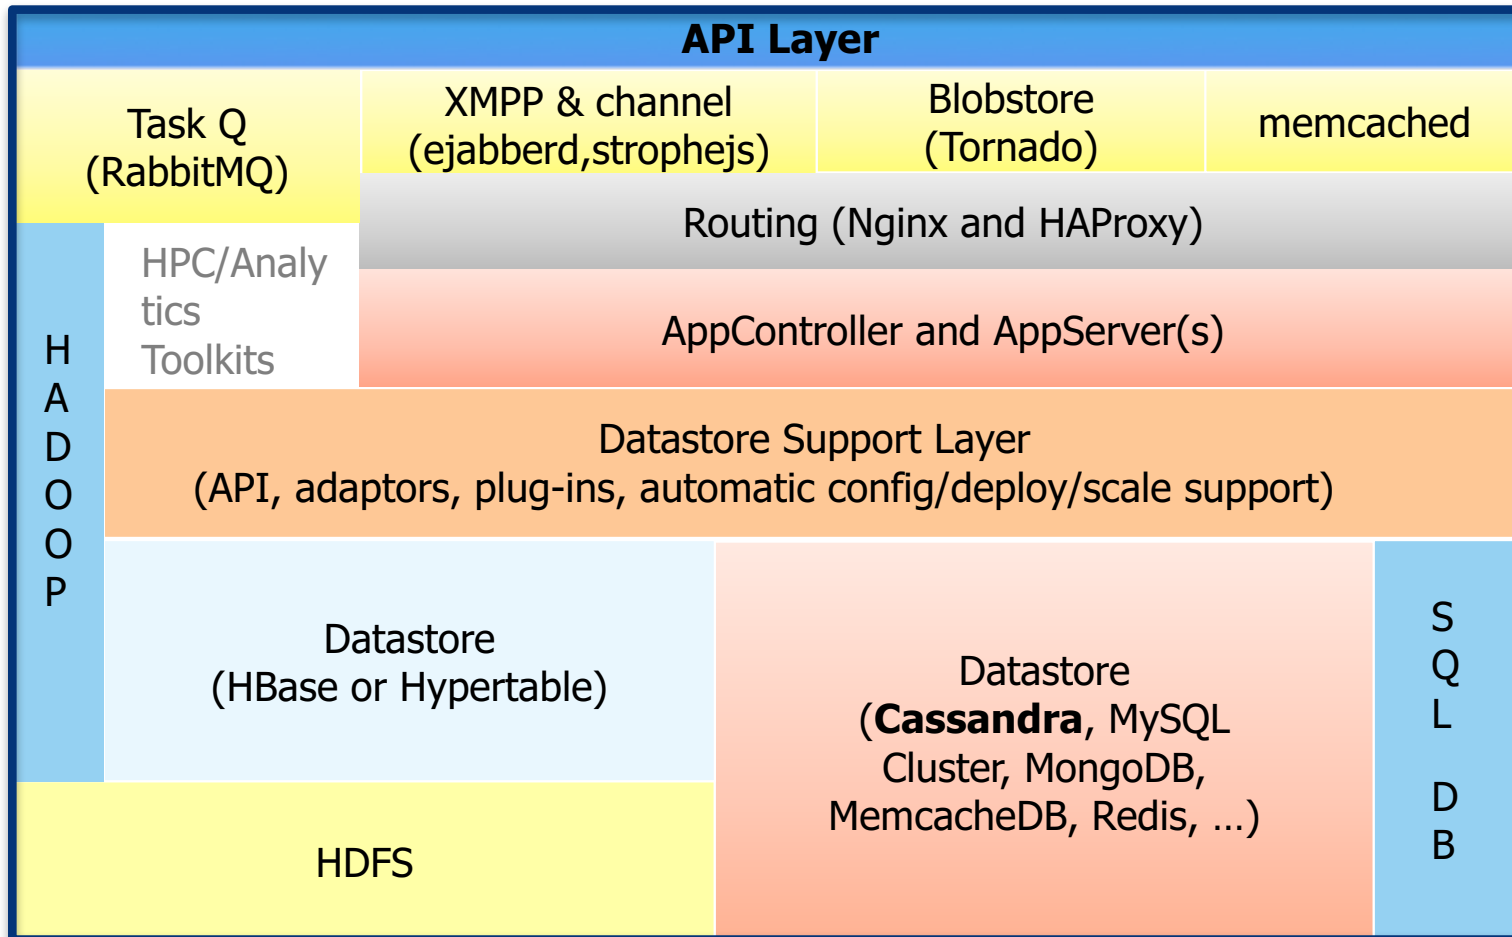 API Layer
Task Q
(RabbitMQ)
XMPP & channel
(ejabberd,strophejs)
Blobstore
(Tornado)
memcached
Routing (Nginx and HAProxy)
HPC/Analy
tics
Toolkits
AppController and AppServer(s)
H
A
D
O
O
P
Datastore Support Layer
(API, adaptors, plug-ins, automatic config/deploy/scale support)
Datastore
(HBase or Hypertable)
Datastore
(Cassandra, MySQL
Cluster, MongoDB,
MemcacheDB, Redis, ...)
S
Q
L
D
B
HDFS